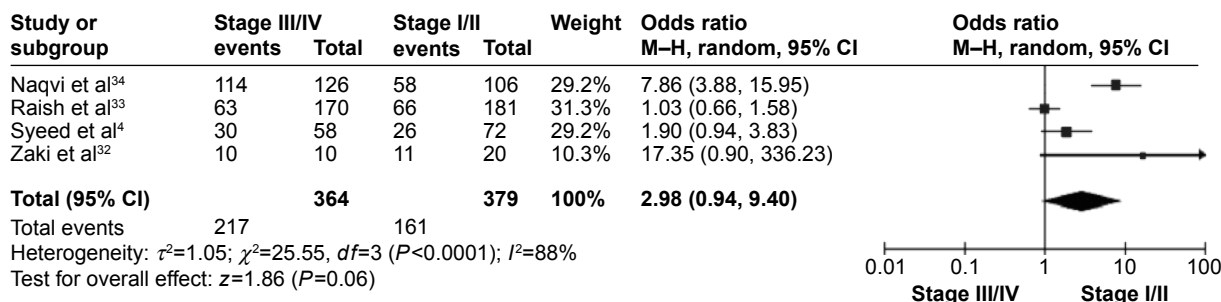 Study or subgroup Stage III/IV events Total Stage I/II events Total Weight Odds ratio M–H, random, 95% CI Odds ratio M–H, random, 95% CI
Naqvi et al³⁴ 114 126 58 106 29.2% 7.86 (3.88, 15.95)
Raish et al³³ 63 170 66 181 31.3% 1.03 (0.66, 1.58)
Syeed et al⁴ 30 58 26 72 29.2% 1.90 (0.94, 3.83)
Zaki et al³² 10 10 11 20 10.3% 17.35 (0.90, 336.23)
Total (95% CI) 364 379 100% 2.98 (0.94, 9.40)
Total events 217 161
Heterogeneity: τ²=1.05; χ²=25.55, df=3 (P<0.0001); I²=88%
Test for overall effect: z=1.86 (P=0.06)
0.01 0.1 1 10 100
Stage III/IV Stage I/II